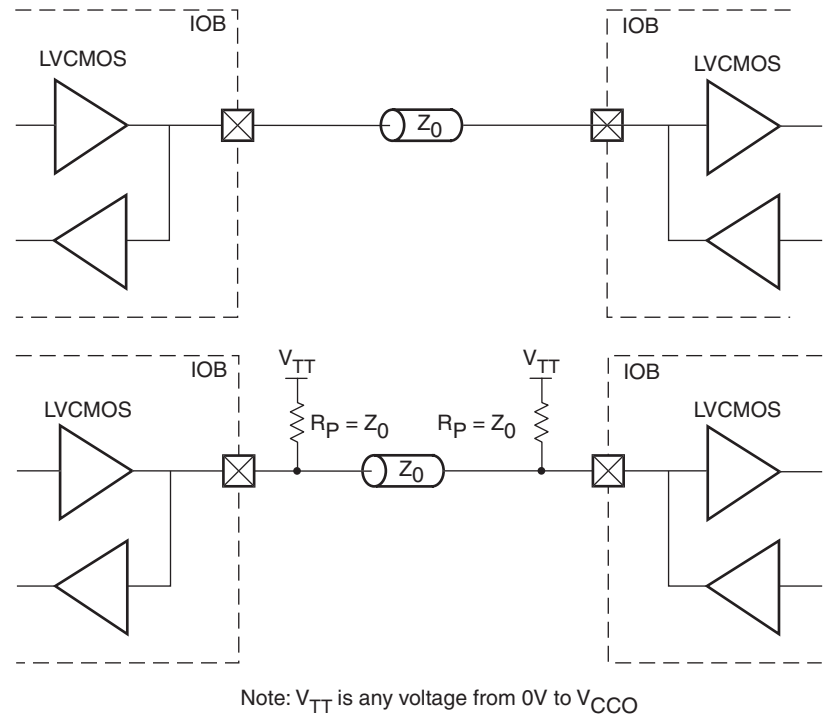 IOB
IOB
LVCMOS
LVCMOS
Z0
IOB
VTT
VTT
IOB
LVCMOS
RP = Z0
RP = Z0
LVCMOS
Z0
Note: VTT is any voltage from 0V to VCCO